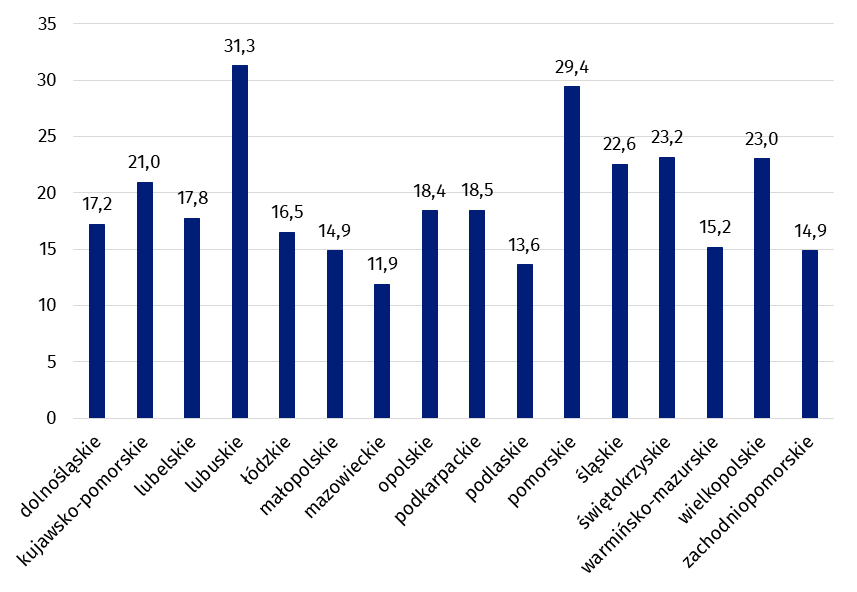 35
30
25
20
15
10
5
0
17,2
21,0
17,8
31,3
16,5
14,9
11,9
18,4
18,5
13,6
29,4
22,6
23,2
15,2
23,0
14,9
dolnośląskie
kujawsko-pomorskie
lubelskie
lubuskie
łódzkie
małopolskie
mazowieckie
opolskie
podkarpackie
podlaskie
pomorskie
śląskie
świętokrzyskie
warmińsko-mazurskie
wielkopolskie
zachodniopomorskie